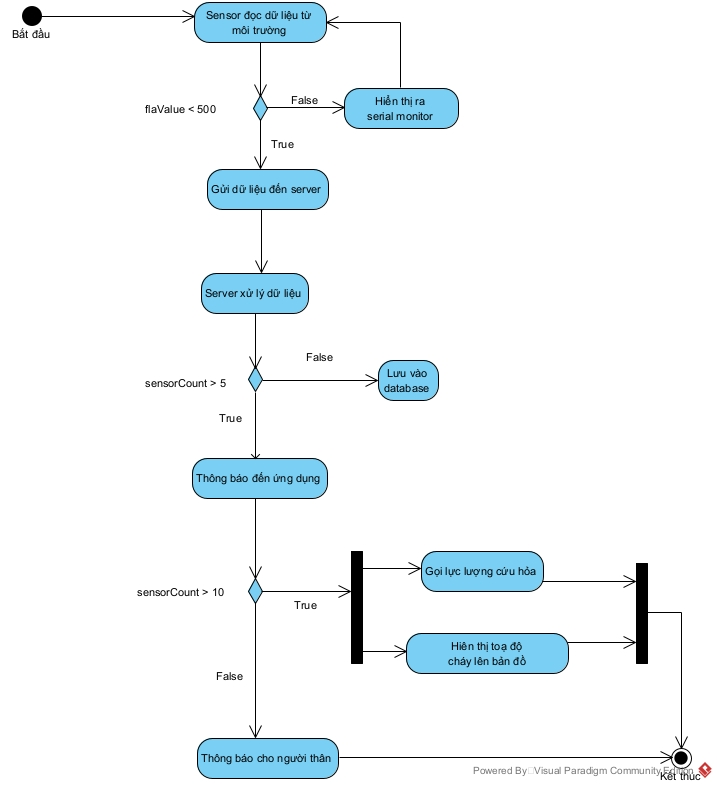 Bắt đầu
Sensor đọc dữ liệu từ
môi trường
flaValue < 500
False
Hiển thị ra
serial monitor
True
Gửi dữ liệu đến server
Server xử lý dữ liệu
sensorCount > 5
False
Lưu vào
database
True
Thông báo đến ứng dụng
sensorCount > 10
True
Gọi lực lượng cứu hỏa
Hiên thị toạ độ
cháy lên bản đồ
False
Thông báo cho người thân
Powered By Visual Paradigm Community Edition
Kết thúc